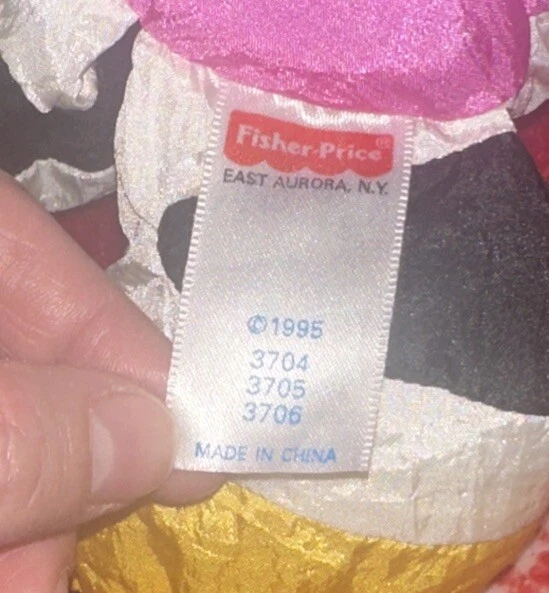 Fisher-Price®
EAST AURORA, N.Y.
©1995
3704
3705
3706
MADE IN CHINA